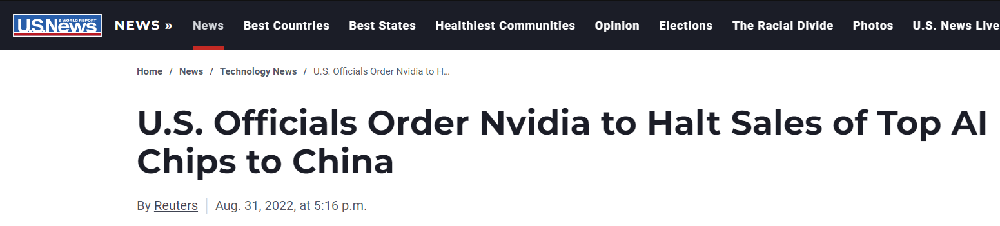 U.S.News & WORLD REPORT NEWS » News Best Countries Best States Healthiest Communities Opinion Elections The Racial Divide Photos U.S. News Live
Home / News / Technology News / U.S. Officials Order Nvidia to H...
U.S. Officials Order Nvidia to Halt Sales of Top AI
Chips to China
By Reuters | Aug. 31, 2022, at 5:16 p.m.